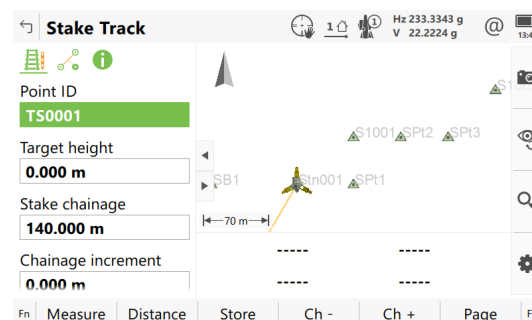 Stake Track
1
1
Hz 233.3343 g
V 22.2224 g
@
Point ID
TS0001
Target height
0.000 m
Stake chainage
140.000 m
Chainage increment
0.000 m
S1001
SPt2
SPt3
SB1
Stn001
SPt1
70 m
-----
-----
-----
-----
Fn
Measure
Distance
Store
Ch -
Ch +
Page